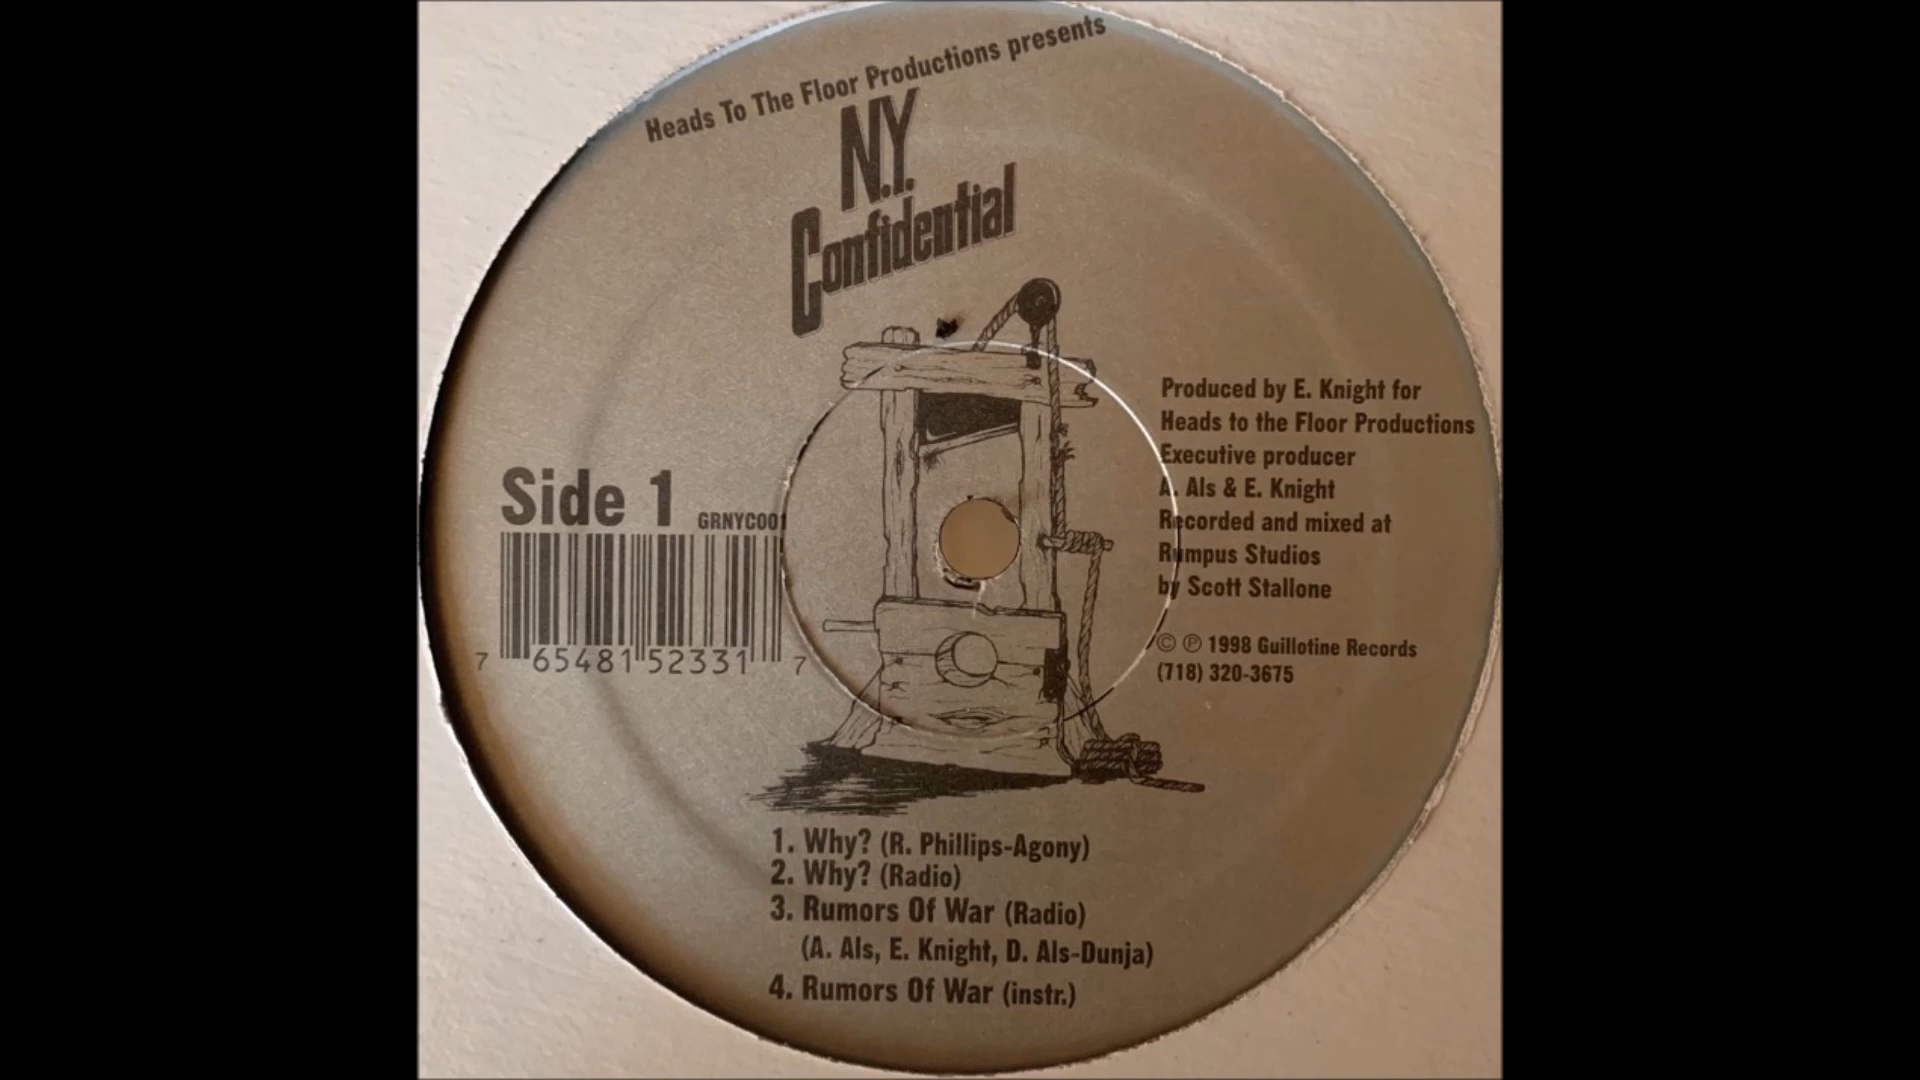 Heads To The Floor Productions presents
N.Y.
Confidential
Side 1 GRNYC001
7 65481 52331 7
Produced by E. Knight for
Heads to the Floor Productions
Executive producer
A. Als & E. Knight
Recorded and mixed at
Rumpus Studios
by Scott Stallone
© ℗ 1998 Guillotine Records
(718) 320-3675
1. Why? (R. Phillips-Agony)
2. Why? (Radio)
3. Rumors Of War (Radio)
(A. Als, E. Knight, D. Als-Dunja)
4. Rumors Of War (instr.)